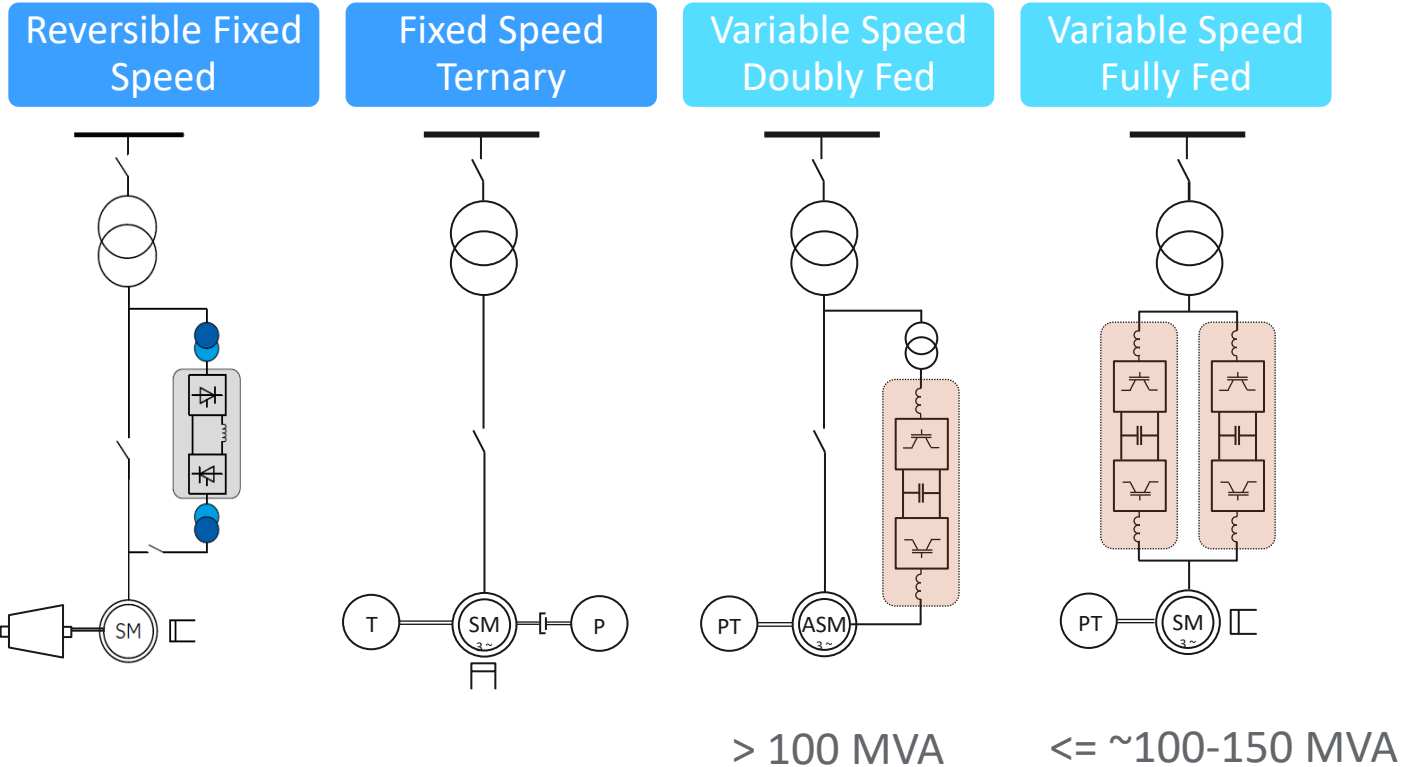 Reversible Fixed
Speed
Fixed Speed
Ternary
Variable Speed
Doubly Fed
Variable Speed
Fully Fed
SM
T
SM
3 ~
P
PT
ASM
3 ~
PT
SM
3 ~
> 100 MVA
<= ~100-150 MVA